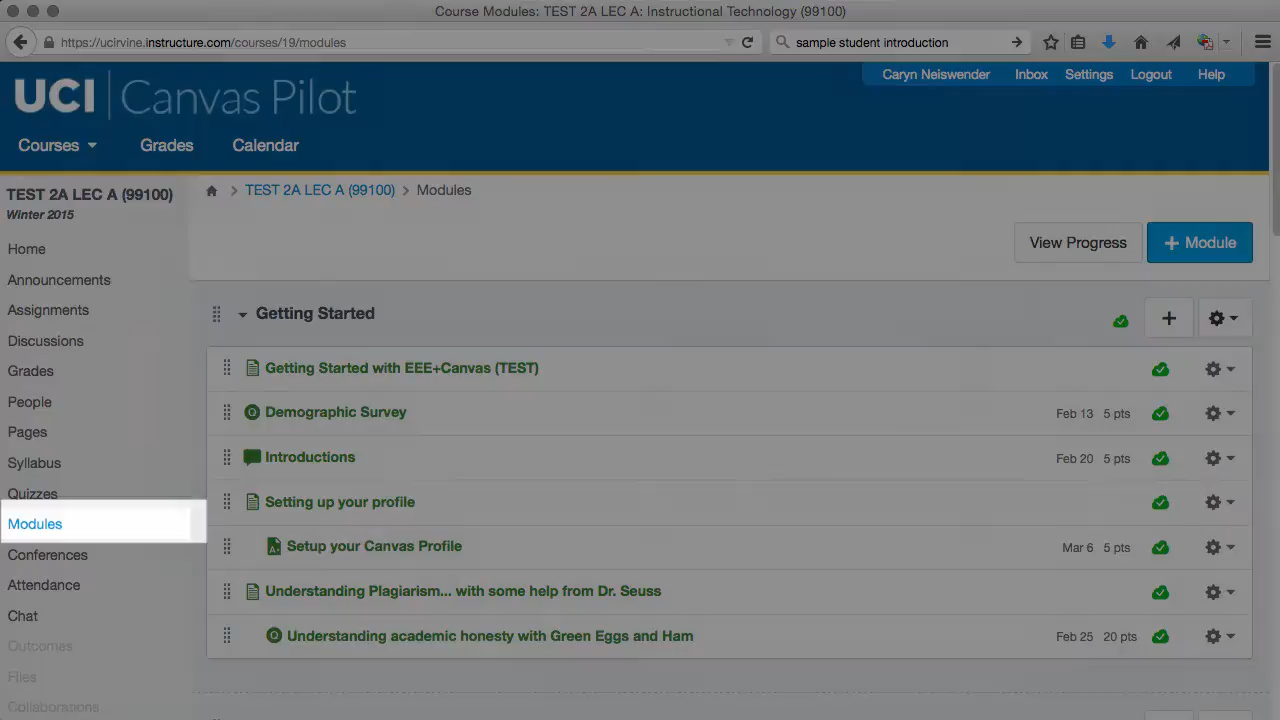 Course Modules: TEST 2A LEC A: Instructional Technology (99100)
https://ucirvine.instructure.com/courses/19/modules
sample student introduction
Caryn Neiswender Inbox Settings Logout Help
UCI Canvas Pilot
Courses Grades Calendar
TEST 2A LEC A (99100)
Winter 2015
TEST 2A LEC A (99100) > Modules
View Progress
+ Module
Home
Announcements
Assignments
Discussions
Grades
People
Pages
Syllabus
Quizzes
Modules
Conferences
Attendance
Chat
Outcomes
Files
Collaborations
Getting Started
Getting Started with EEE+Canvas (TEST)
Demographic Survey Feb 13 5 pts
Introductions Feb 20 5 pts
Setting up your profile
Setup your Canvas Profile Mar 6 5 pts
Understanding Plagiarism... with some help from Dr. Seuss
Understanding academic honesty with Green Eggs and Ham Feb 25 20 pts